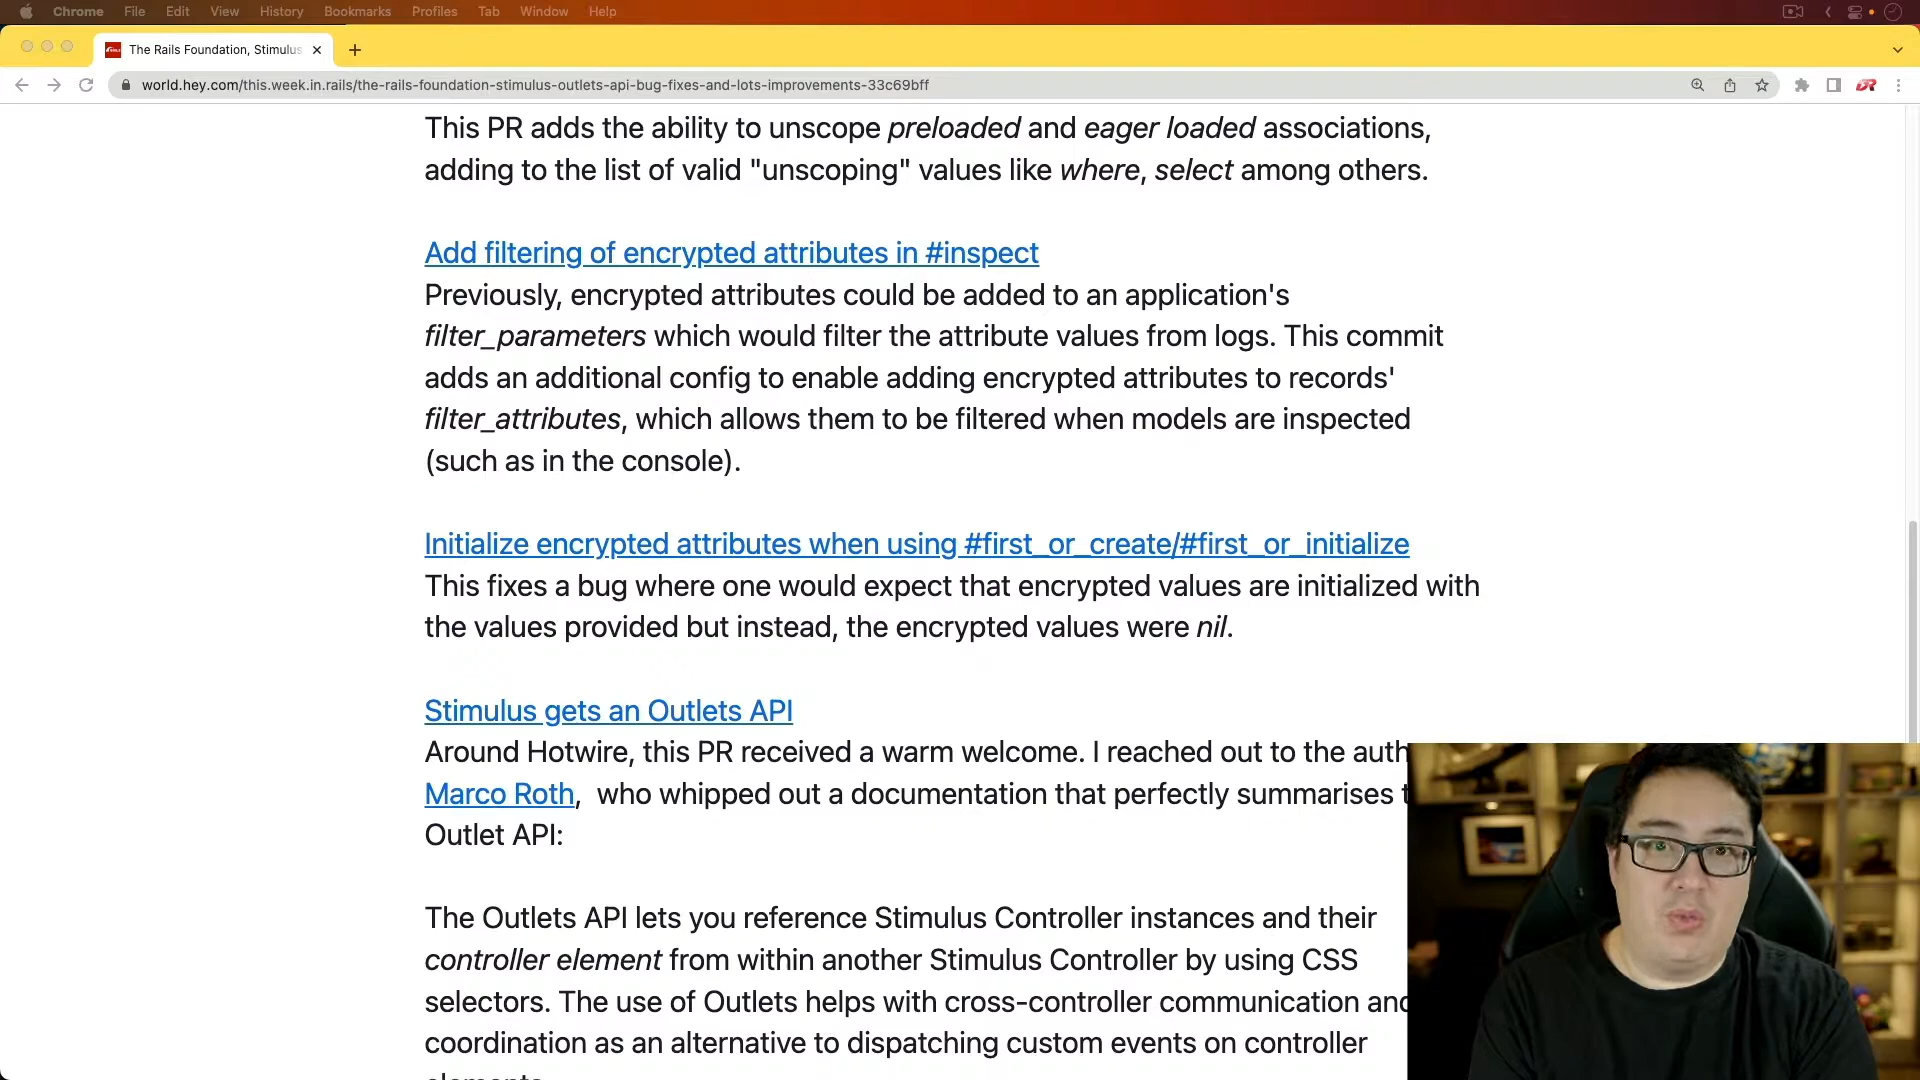 Chrome File Edit View History Bookmarks Profiles Tab Window Help
The Rails Foundation, Stimulus
world.hey.com/this.week.in.rails/the-rails-foundation-stimulus-outlets-api-bug-fixes-and-lots-improvements-33c69bff
This PR adds the ability to unscope preloaded and eager loaded associations,
adding to the list of valid "unscoping" values like where, select among others.
Add filtering of encrypted attributes in #inspect
Previously, encrypted attributes could be added to an application's
filter_parameters which would filter the attribute values from logs. This commit
adds an additional config to enable adding encrypted attributes to records'
filter_attributes, which allows them to be filtered when models are inspected
(such as in the console).
Initialize encrypted attributes when using #first_or_create/#first_or_initialize
This fixes a bug where one would expect that encrypted values are initialized with
the values provided but instead, the encrypted values were nil.
Stimulus gets an Outlets API
Around Hotwire, this PR received a warm welcome. I reached out to the auth
Marco Roth, who whipped out a documentation that perfectly summarises t
Outlet API:
The Outlets API lets you reference Stimulus Controller instances and their
controller element from within another Stimulus Controller by using CSS
selectors. The use of Outlets helps with cross-controller communication and
coordination as an alternative to dispatching custom events on controller